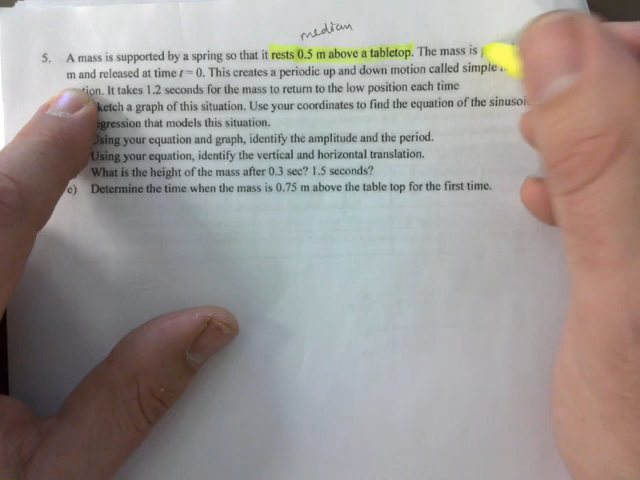 median
5. A mass is supported by a spring so that it rests 0.5 m above a tabletop. The mass is
m and released at time t = 0. This creates a periodic up and down motion called simple
It takes 1.2 seconds for the mass to return to the low position each time
ketch a graph of this situation. Use your coordinates to find the equation of the sinusoi
egression that models this situation.
Using your equation and graph, identify the amplitude and the period.
Using your equation, identify the vertical and horizontal translation.
What is the height of the mass after 0.3 sec? 1.5 seconds?
e) Determine the time when the mass is 0.75 m above the table top for the first time.